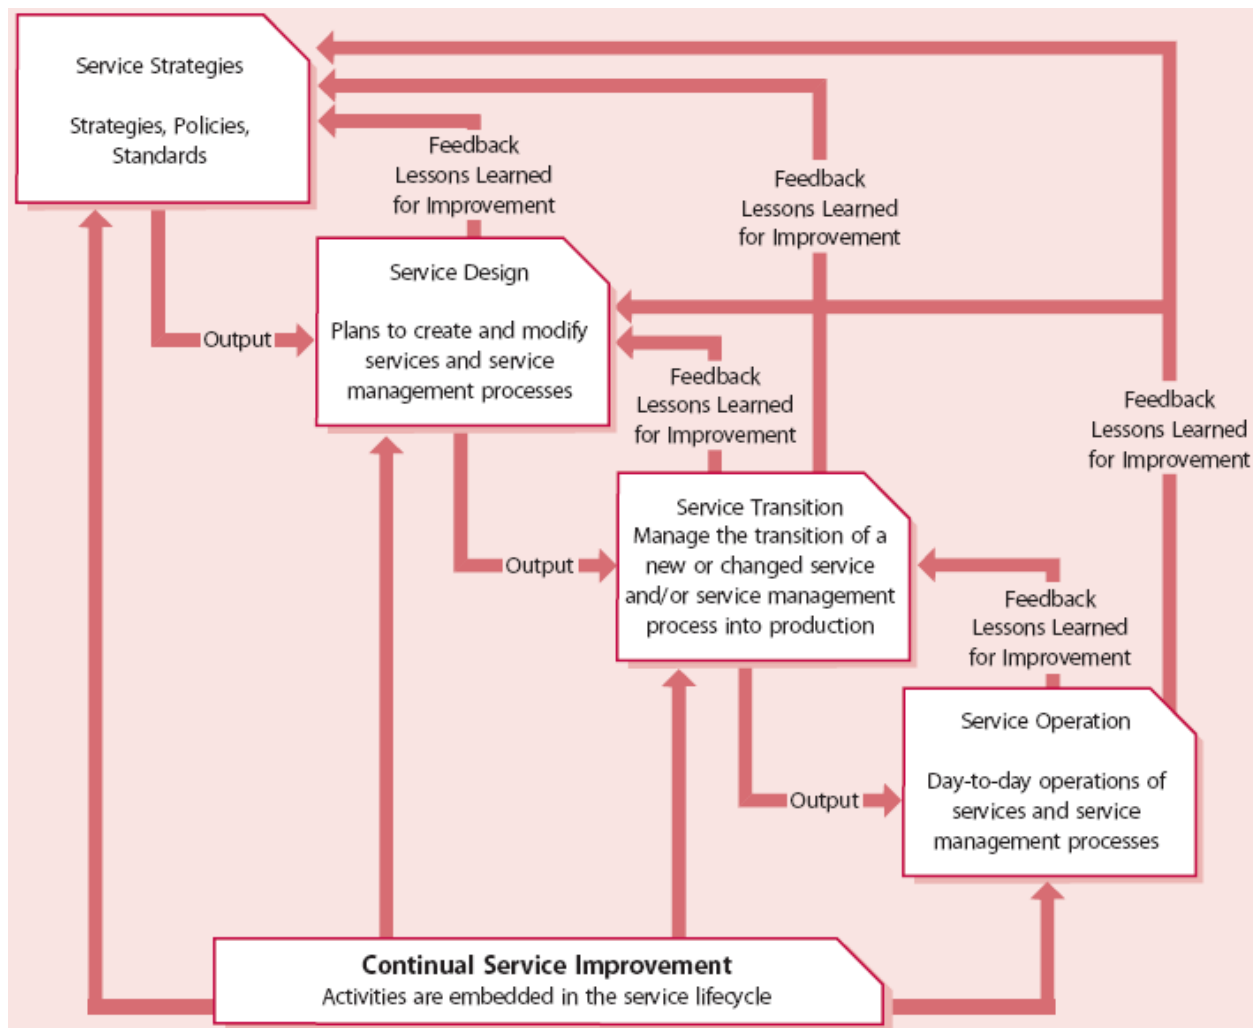 Service Strategies
Strategies, Policies,
Standards
Feedback
Lessons Learned
for Improvement
Feedback
Lessons Learned
for Improvement
Service Design
Plans to create and modify
services and service
management processes
Output
Feedback
Lessons Learned
for Improvement
Feedback
Lessons Learned
for Improvement
Service Transition
Manage the transition of a
new or changed service
and/or service management
process into production
Output
Feedback
Lessons Learned
for Improvement
Service Operation
Day-to-day operations of
services and service
management processes
Output
Continual Service Improvement
Activities are embedded in the service lifecycle